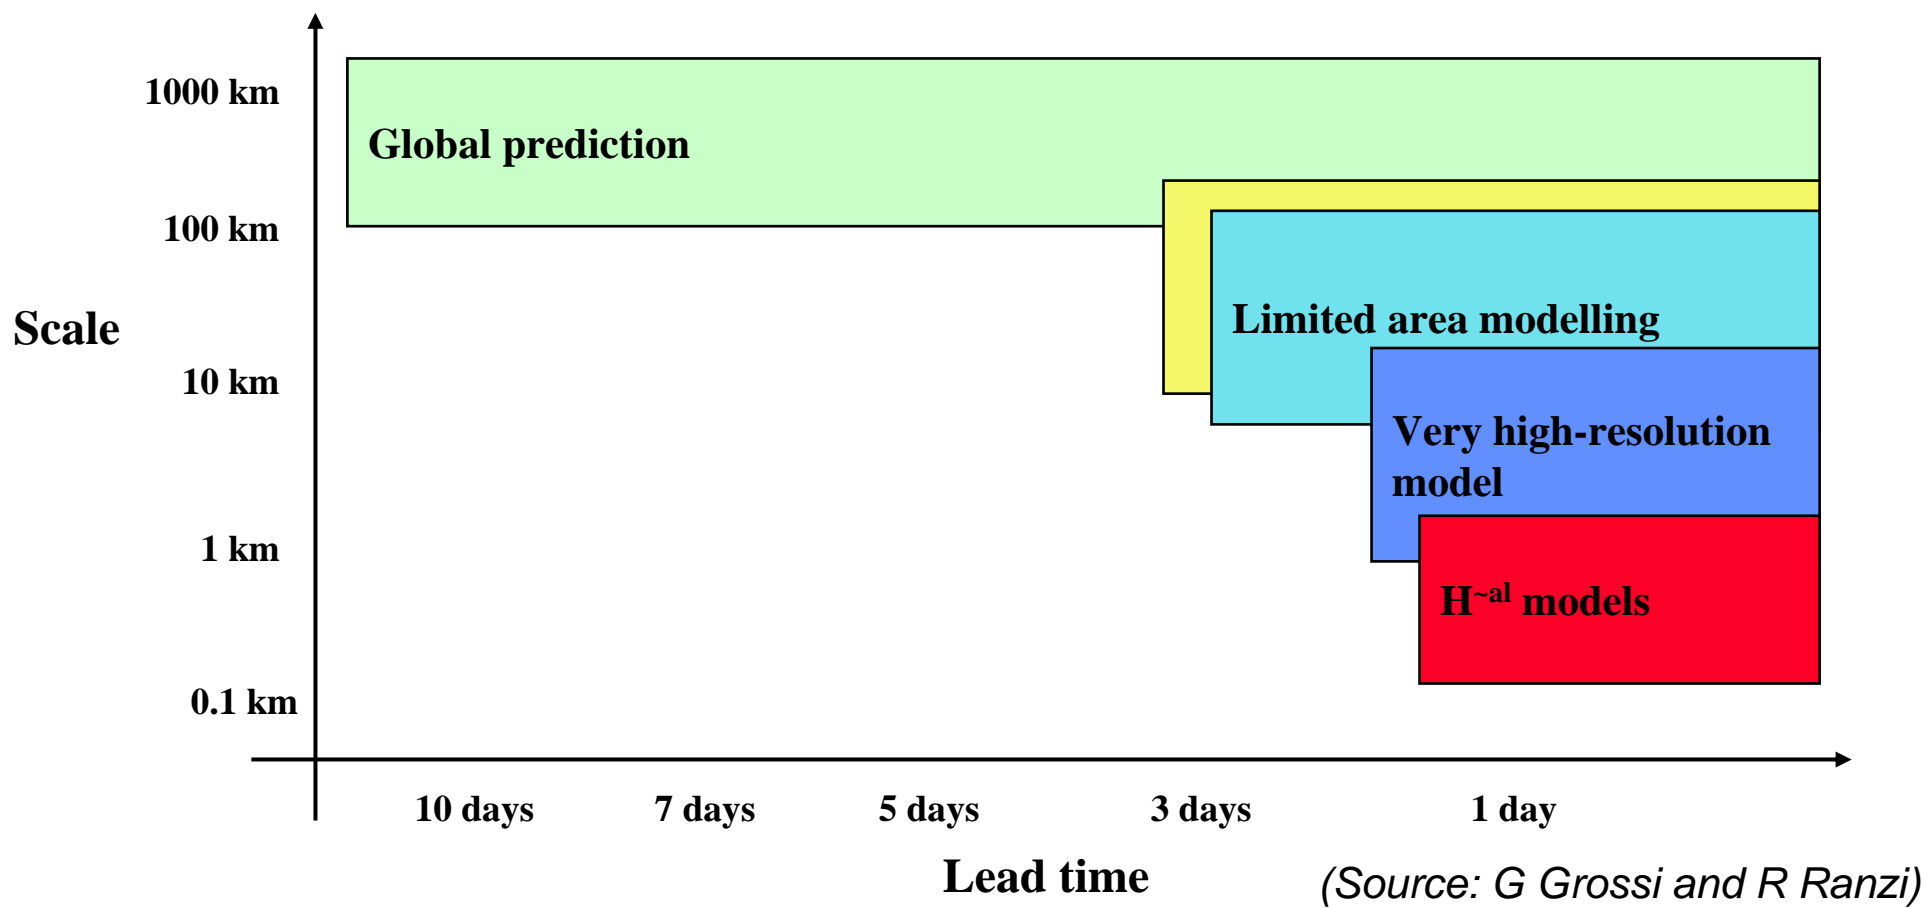 1000 km
Global prediction
100 km
Scale
Limited area modelling
10 km
Very high-resolution
model
1 km
H~al models
0.1 km
10 days 7 days 5 days 3 days 1 day
Lead time
(Source: G Grossi and R Ranzi)